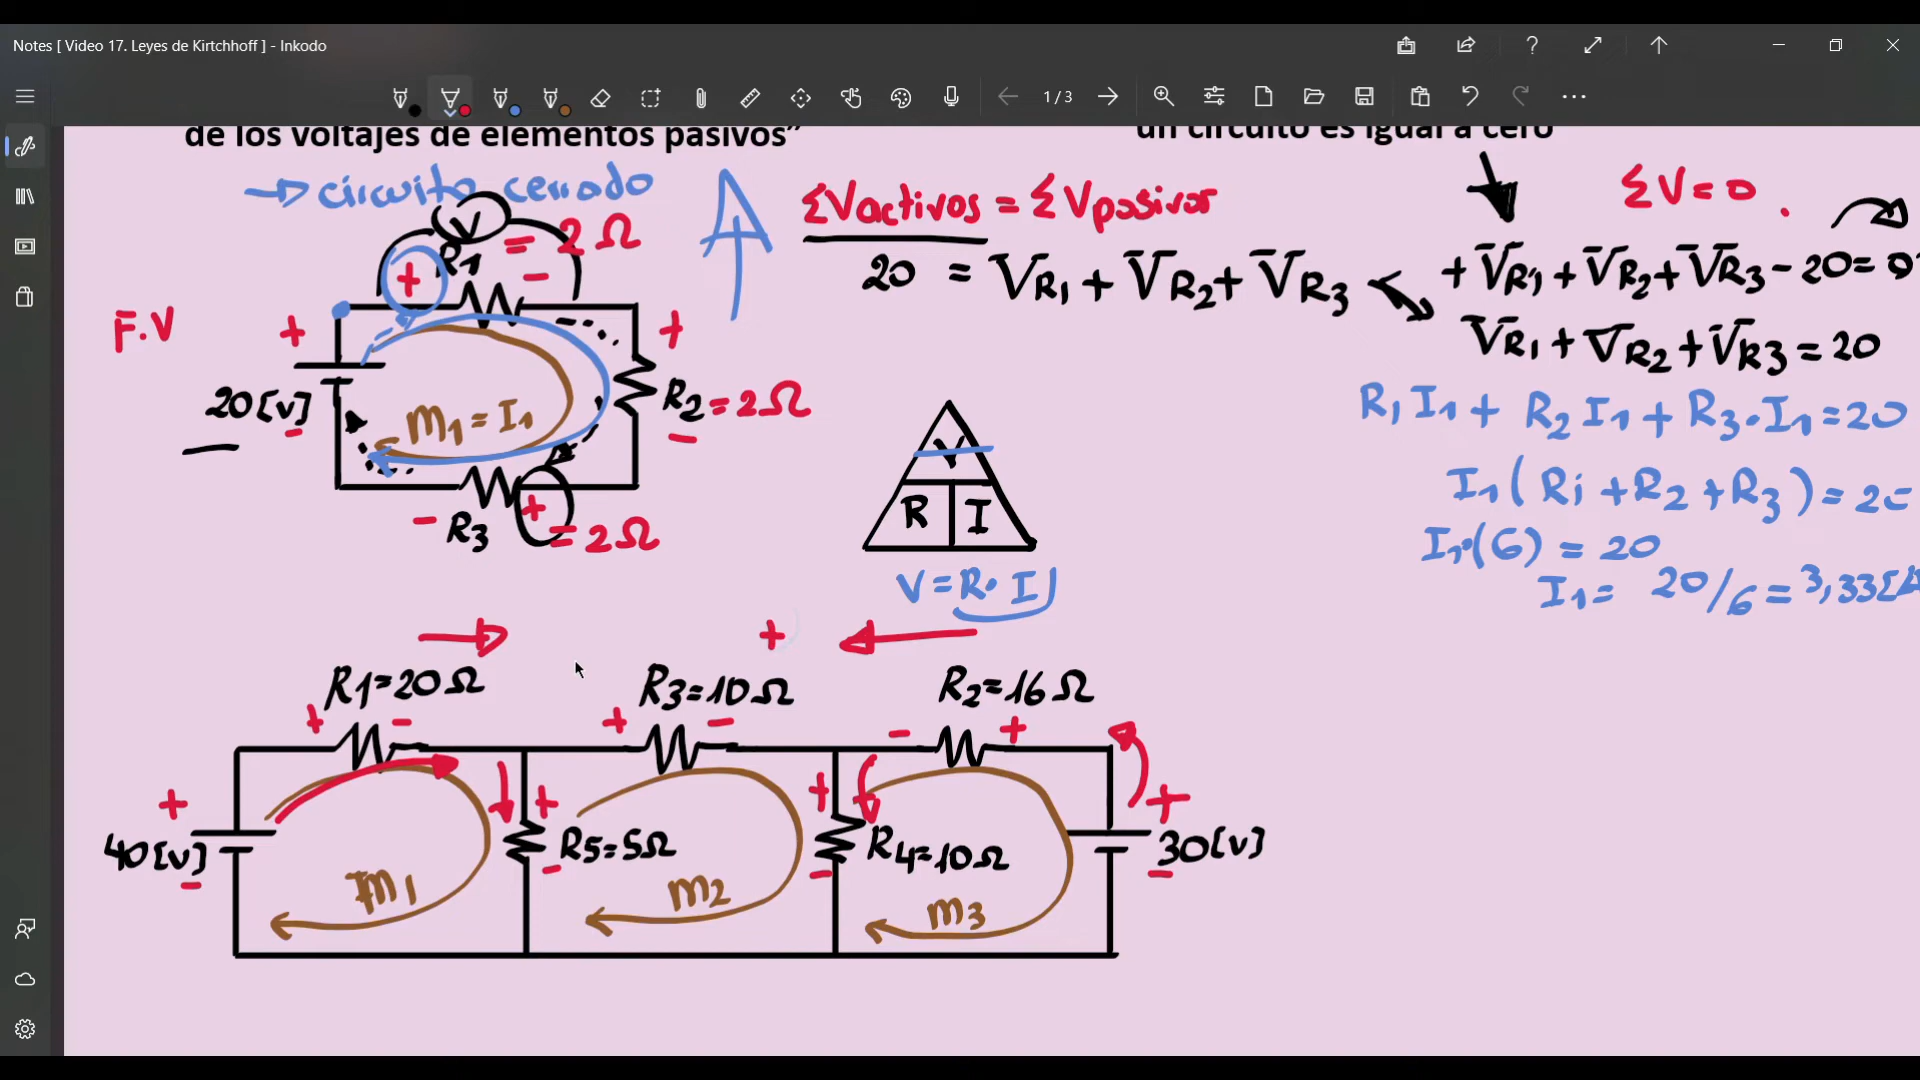 Notes [ Video 17. Leyes de Kirtchhoff ] - Inkodo
1/3
de los voltajes de elementos pasivos”
un circuito es igual a cero
→ circuito cerrado
V
= 2 Ω
R1
+
-
F.V
+
20[v]
-
m1 = I1
+
R2 = 2Ω
-
- R3
+
= 2Ω
ΣVactivos = ΣVpasivos
20 = VR1 + VR2 + VR3
ΣV = 0
+ VR1 + VR2 + VR3 - 20 = 0
VR1 + VR2 + VR3 = 20
R1 I1 + R2 I1 + R3·I1 = 20
I1 ( R1 + R2 + R3 ) = 20
I1·(6) = 20
I1 = 20/6 = 3,33[A
V
R I
V = R · I
+
R1=20Ω
R3=10Ω
R2=16Ω
+ -
+ -
- +
+
40[v]
-
+
R5=5Ω
-
+
R4=10Ω
-
+
30[v]
-
m1
m2
m3